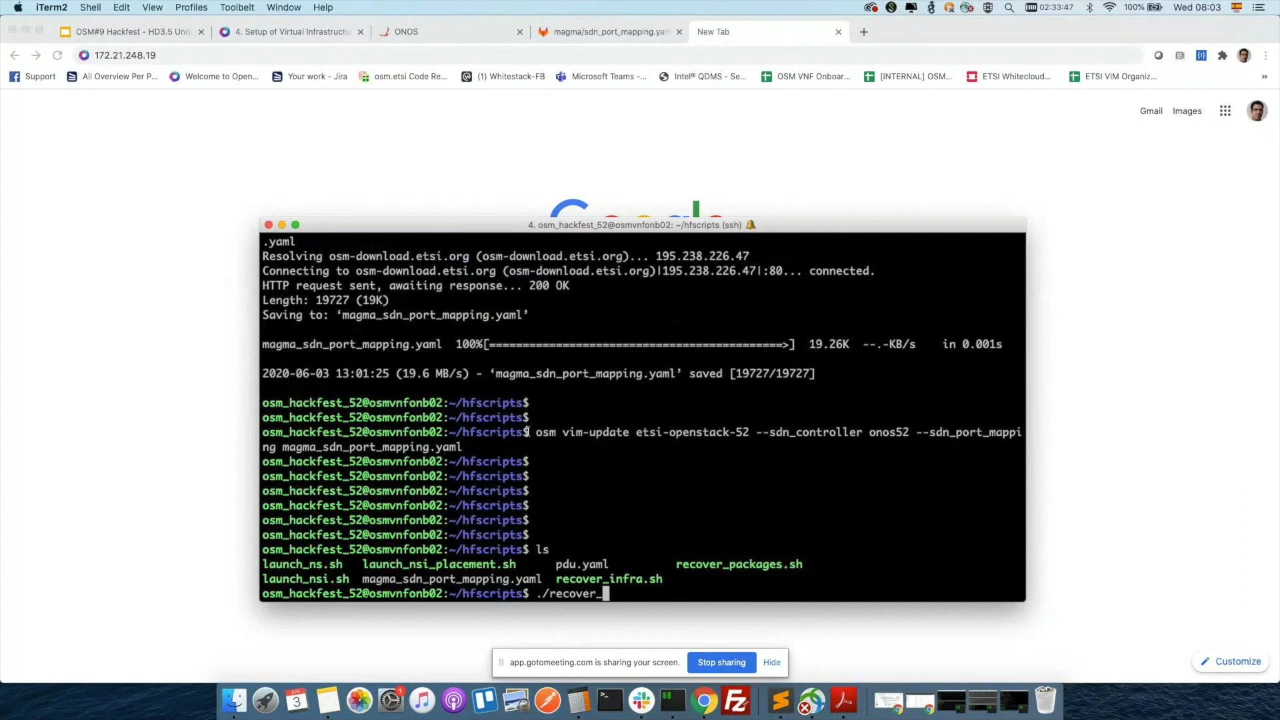 iTerm2 Shell Edit View Profiles Toolbelt Window Help 02:33:47 100% Wed 08:03
OSM#9 Hackfest - HD3.5 Und 4. Setup of Virtual Infrastructu ONOS magma/sdn_port_mapping.yam New Tab
172.21.248.19
Support All Overview Per P... Welcome to Open... Your work - Jira osm.etsi Code Re... (1) Whitestack-FB Microsoft Teams -... Intel® QDMS - Se... OSM VNF Onboar... [INTERNAL] OSM... ETSI Whitecloud... ETSI VIM Organiz... »
Gmail Images
4. osm_hackfest_52@osmvnfonb02: ~/hfscripts (ssh)
.yaml
Resolving osm-download.etsi.org (osm-download.etsi.org)... 195.238.226.47
Connecting to osm-download.etsi.org (osm-download.etsi.org)|195.238.226.47|:80... connected.
HTTP request sent, awaiting response... 200 OK
Length: 19727 (19K)
Saving to: ‘magma_sdn_port_mapping.yaml’
magma_sdn_port_mapping.yaml 100%[===========================================>] 19.26K --.-KB/s in 0.001s
2020-06-03 13:01:25 (19.6 MB/s) - ‘magma_sdn_port_mapping.yaml’ saved [19727/19727]
osm_hackfest_52@osmvnfonb02:~/hfscripts$
osm_hackfest_52@osmvnfonb02:~/hfscripts$
osm_hackfest_52@osmvnfonb02:~/hfscripts$ osm vim-update etsi-openstack-52 --sdn_controller onos52 --sdn_port_mappi
ng magma_sdn_port_mapping.yaml
osm_hackfest_52@osmvnfonb02:~/hfscripts$
osm_hackfest_52@osmvnfonb02:~/hfscripts$
osm_hackfest_52@osmvnfonb02:~/hfscripts$
osm_hackfest_52@osmvnfonb02:~/hfscripts$
osm_hackfest_52@osmvnfonb02:~/hfscripts$
osm_hackfest_52@osmvnfonb02:~/hfscripts$
osm_hackfest_52@osmvnfonb02:~/hfscripts$ ls
launch_ns.sh launch_nsi_placement.sh pdu.yaml recover_packages.sh
launch_nsi.sh magma_sdn_port_mapping.yaml recover_infra.sh
osm_hackfest_52@osmvnfonb02:~/hfscripts$ ./recover_
app.gotomeeting.com is sharing your screen. Stop sharing Hide
Customize